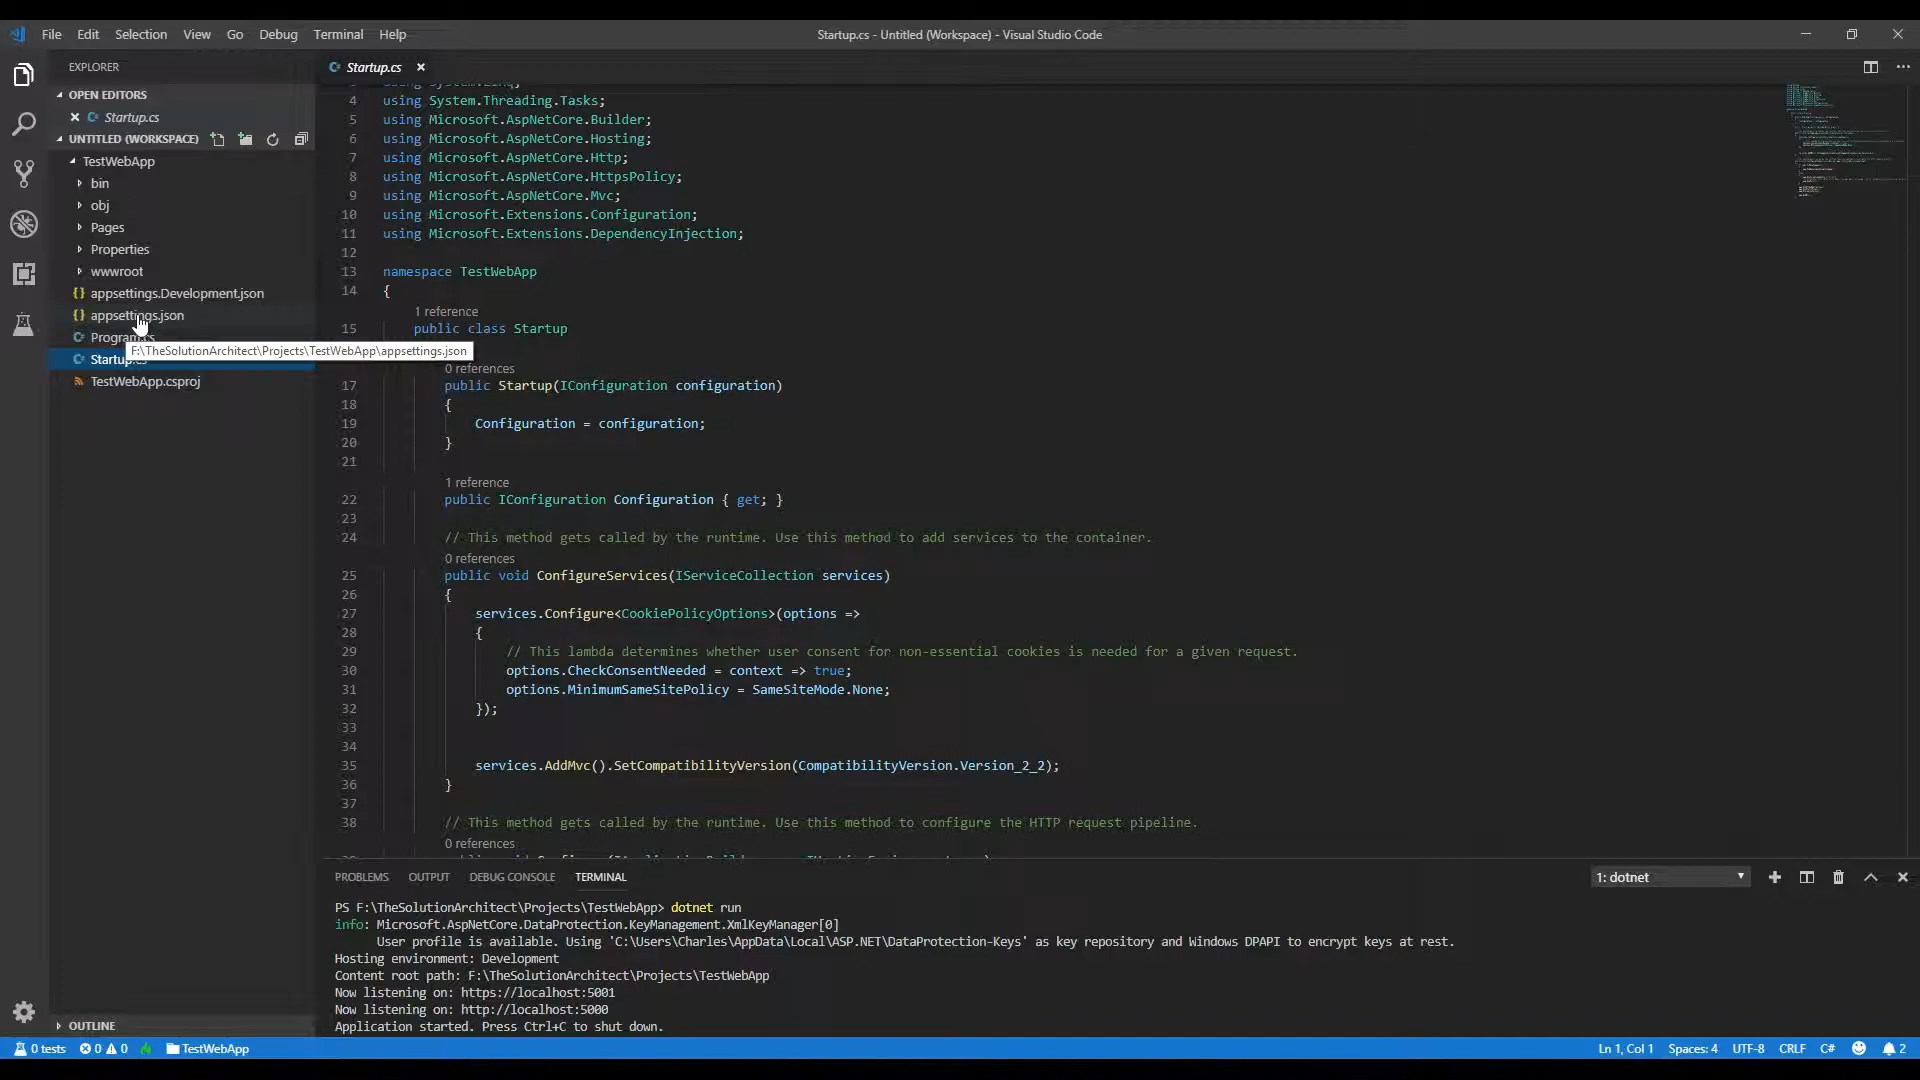 File Edit Selection View Go Debug Terminal Help
Startup.cs - Untitled (Workspace) - Visual Studio Code
EXPLORER
OPEN EDITORS
Startup.cs
UNTITLED (WORKSPACE)
TestWebApp
bin
obj
Pages
Properties
wwwroot
appsettings.Development.json
appsettings.json
Program.cs
F:\TheSolutionArchitect\Projects\TestWebApp\appsettings.json
Startup.cs
TestWebApp.csproj
OUTLINE
Startup.cs
using System.Linq;
4 using System.Threading.Tasks;
5 using Microsoft.AspNetCore.Builder;
6 using Microsoft.AspNetCore.Hosting;
7 using Microsoft.AspNetCore.Http;
8 using Microsoft.AspNetCore.HttpsPolicy;
9 using Microsoft.AspNetCore.Mvc;
10 using Microsoft.Extensions.Configuration;
11 using Microsoft.Extensions.DependencyInjection;
12
13 namespace TestWebApp
14 {
1 reference
15 public class Startup
0 references
17 public Startup(IConfiguration configuration)
18 {
19 Configuration = configuration;
20 }
21
1 reference
22 public IConfiguration Configuration { get; }
23
24 // This method gets called by the runtime. Use this method to add services to the container.
0 references
25 public void ConfigureServices(IServiceCollection services)
26 {
27 services.Configure<CookiePolicyOptions>(options =>
28 {
29 // This lambda determines whether user consent for non-essential cookies is needed for a given request.
30 options.CheckConsentNeeded = context => true;
31 options.MinimumSameSitePolicy = SameSiteMode.None;
32 });
33
34
35 services.AddMvc().SetCompatibilityVersion(CompatibilityVersion.Version_2_2);
36 }
37
38 // This method gets called by the runtime. Use this method to configure the HTTP request pipeline.
0 references
PROBLEMS OUTPUT DEBUG CONSOLE TERMINAL
1: dotnet
PS F:\TheSolutionArchitect\Projects\TestWebApp> dotnet run
info: Microsoft.AspNetCore.DataProtection.KeyManagement.XmlKeyManager[0]
User profile is available. Using 'C:\Users\Charles\AppData\Local\ASP.NET\DataProtection-Keys' as key repository and Windows DPAPI to encrypt keys at rest.
Hosting environment: Development
Content root path: F:\TheSolutionArchitect\Projects\TestWebApp
Now listening on: https://localhost:5001
Now listening on: http://localhost:5000
Application started. Press Ctrl+C to shut down.
0 tests 0 0 TestWebApp
Ln 1, Col 1 Spaces: 4 UTF-8 CRLF C# 2